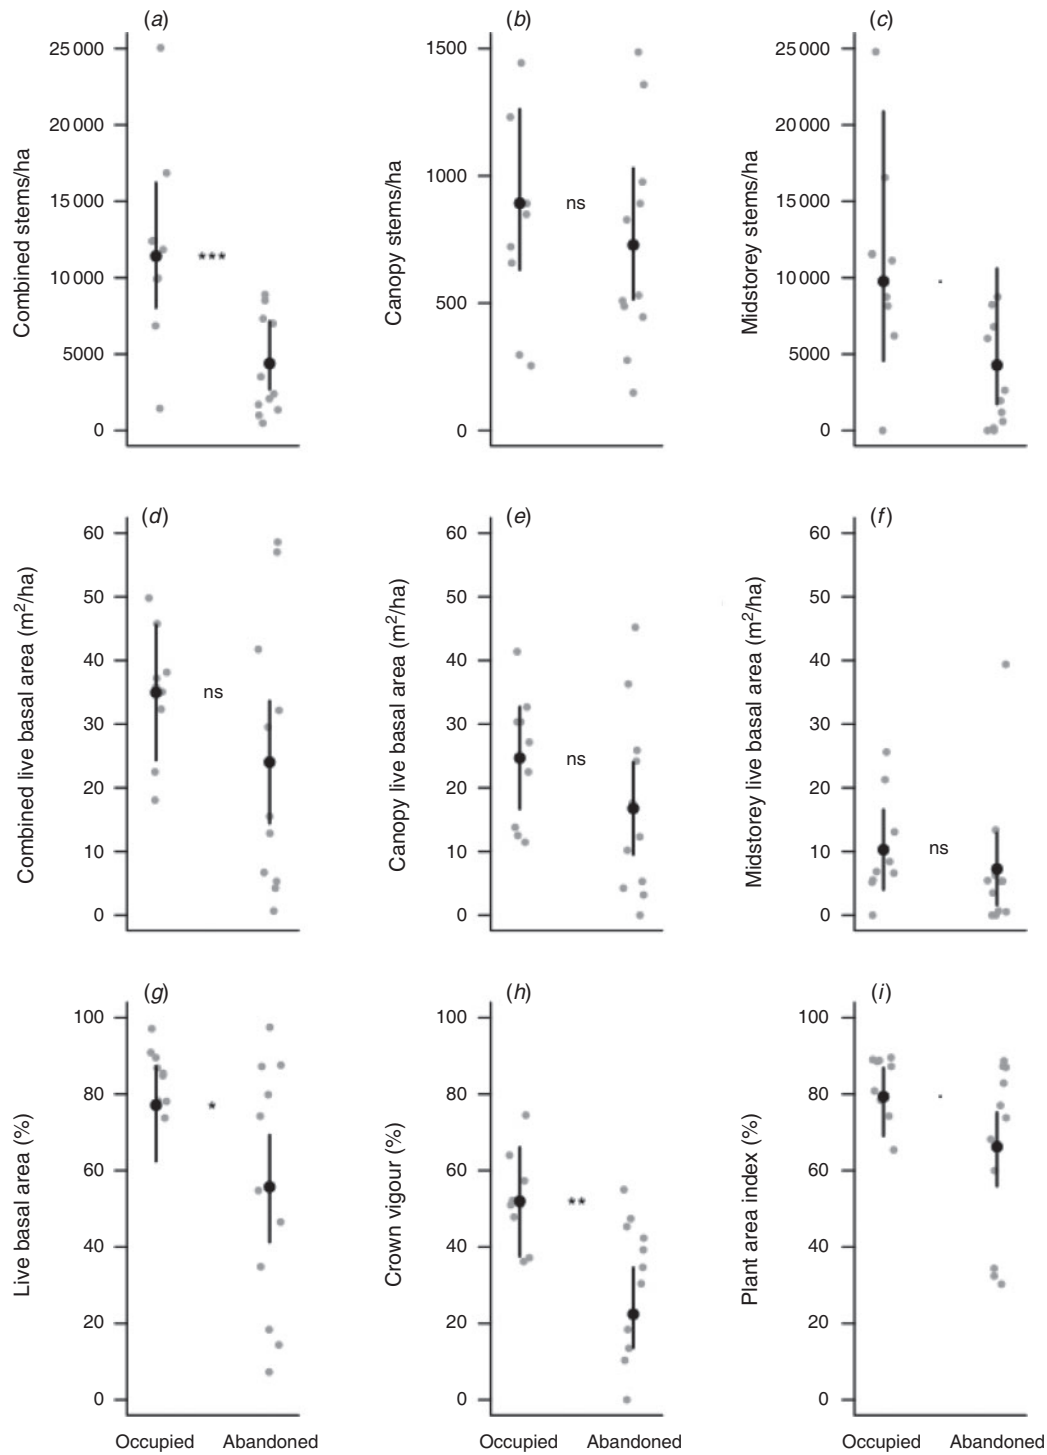 (a)
Combined stems/ha
25 000
20 000
15 000
10 000
5000
0
***
(b)
Canopy stems/ha
1500
1000
500
0
ns
(c)
Midstorey stems/ha
25 000
20 000
15 000
10 000
5000
0
.
(d)
Combined live basal area (m2/ha)
60
50
40
30
20
10
0
ns
(e)
Canopy live basal area (m2/ha)
60
50
40
30
20
10
0
ns
(f)
Midstorey live basal area (m2/ha)
60
50
40
30
20
10
0
ns
(g)
Live basal area (%)
100
80
60
40
20
0
*
Occupied Abandoned
(h)
Crown vigour (%)
100
80
60
40
20
0
**
Occupied Abandoned
(i)
Plant area index (%)
100
80
60
40
20
0
.
Occupied Abandoned